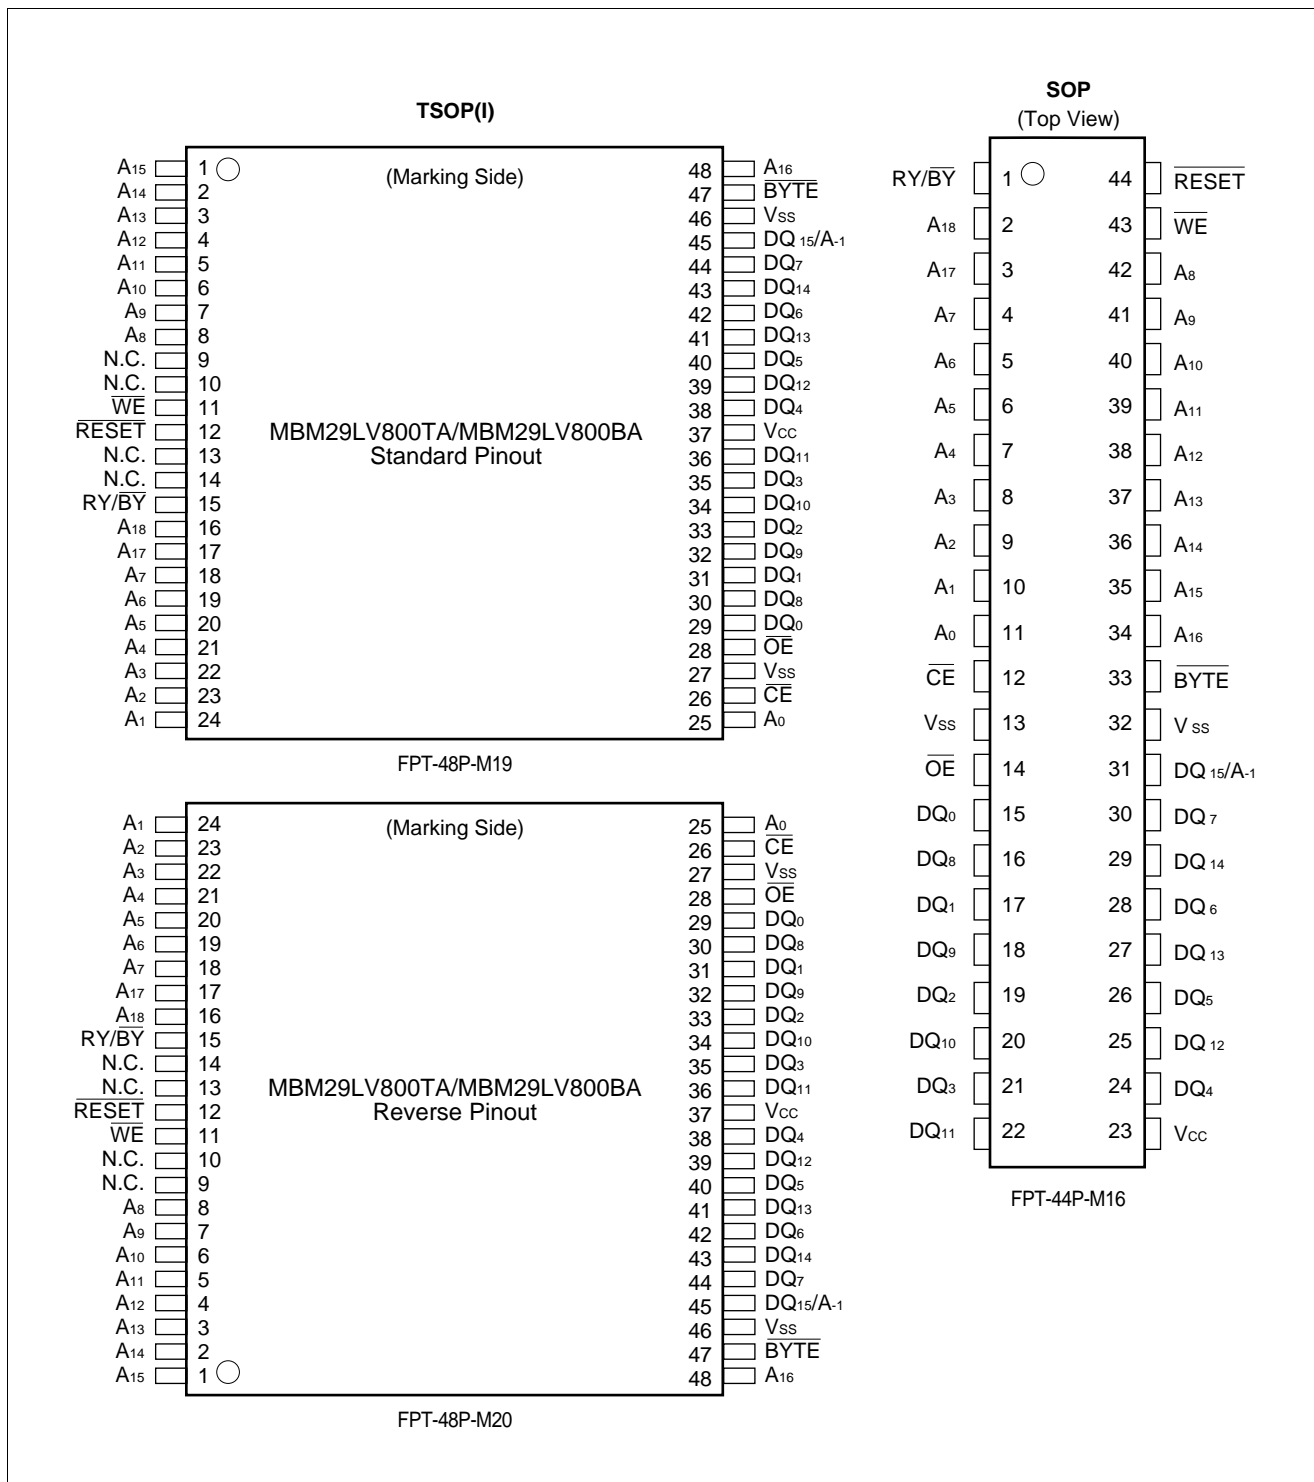 TSOP(I)
(Marking Side)
A15 1 48 A16
A14 2 47 BYTE
A13 3 46 VSS
A12 4 45 DQ15/A-1
A11 5 44 DQ7
A10 6 43 DQ14
A9 7 42 DQ6
A8 8 41 DQ13
N.C. 9 40 DQ5
N.C. 10 39 DQ12
WE 11 38 DQ4
RESET 12 37 VCC
N.C. 13 36 DQ11
N.C. 14 35 DQ3
RY/BY 15 34 DQ10
A18 16 33 DQ2
A17 17 32 DQ9
A7 18 31 DQ1
A6 19 30 DQ8
A5 20 29 DQ0
A4 21 28 OE
A3 22 27 VSS
A2 23 26 CE
A1 24 25 A0
MBM29LV800TA/MBM29LV800BA
Standard Pinout
FPT-48P-M19
(Marking Side)
A1 24 25 A0
A2 23 26 CE
A3 22 27 VSS
A4 21 28 OE
A5 20 29 DQ0
A6 19 30 DQ8
A7 18 31 DQ1
A17 17 32 DQ9
A18 16 33 DQ2
RY/BY 15 34 DQ10
N.C. 14 35 DQ3
N.C. 13 36 DQ11
RESET 12 37 VCC
WE 11 38 DQ4
N.C. 10 39 DQ12
N.C. 9 40 DQ5
A8 8 41 DQ13
A9 7 42 DQ6
A10 6 43 DQ14
A11 5 44 DQ7
A12 4 45 DQ15/A-1
A13 3 46 VSS
A14 2 47 BYTE
A15 1 48 A16
MBM29LV800TA/MBM29LV800BA
Reverse Pinout
FPT-48P-M20
SOP
(Top View)
RY/BY 1 44 RESET
A18 2 43 WE
A17 3 42 A8
A7 4 41 A9
A6 5 40 A10
A5 6 39 A11
A4 7 38 A12
A3 8 37 A13
A2 9 36 A14
A1 10 35 A15
A0 11 34 A16
CE 12 33 BYTE
VSS 13 32 VSS
OE 14 31 DQ15/A-1
DQ0 15 30 DQ7
DQ8 16 29 DQ14
DQ1 17 28 DQ6
DQ9 18 27 DQ13
DQ2 19 26 DQ5
DQ10 20 25 DQ12
DQ3 21 24 DQ4
DQ11 22 23 VCC
FPT-44P-M16